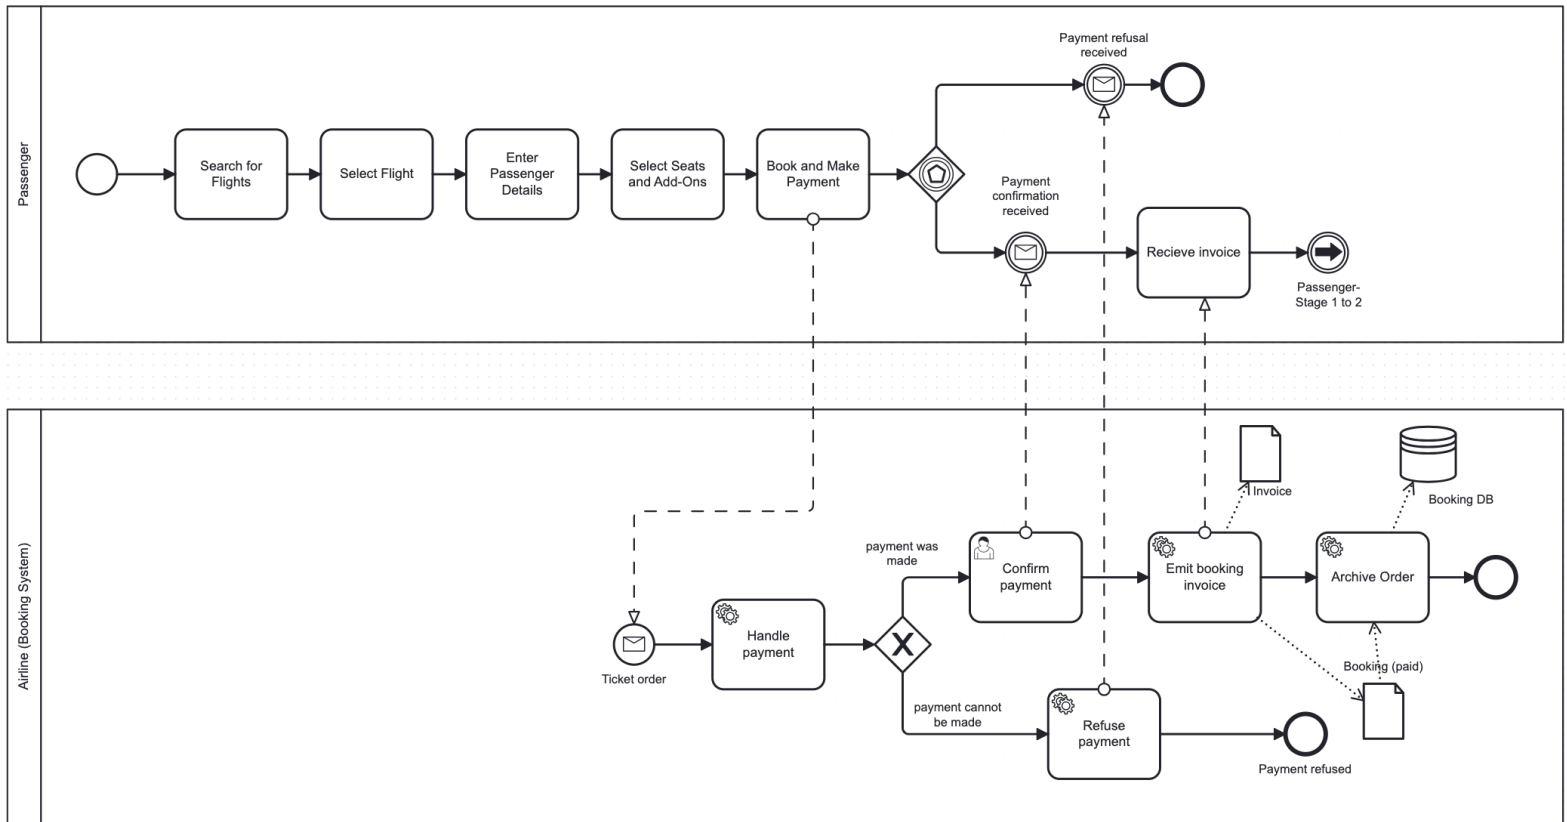 Passenger
Search for
Flights
Select Flight
Enter
Passenger
Details
Select Seats
and Add-Ons
Book and Make
Payment
Payment refusal
received
Payment
confirmation
received
Recieve invoice
Passenger-
Stage 1 to 2
Airline (Booking System)
Ticket order
Handle
payment
payment was
made
Confirm
payment
Emit booking
invoice
Invoice
Archive Order
Booking DB
Booking (paid)
payment cannot
be made
Refuse
payment
Payment refused